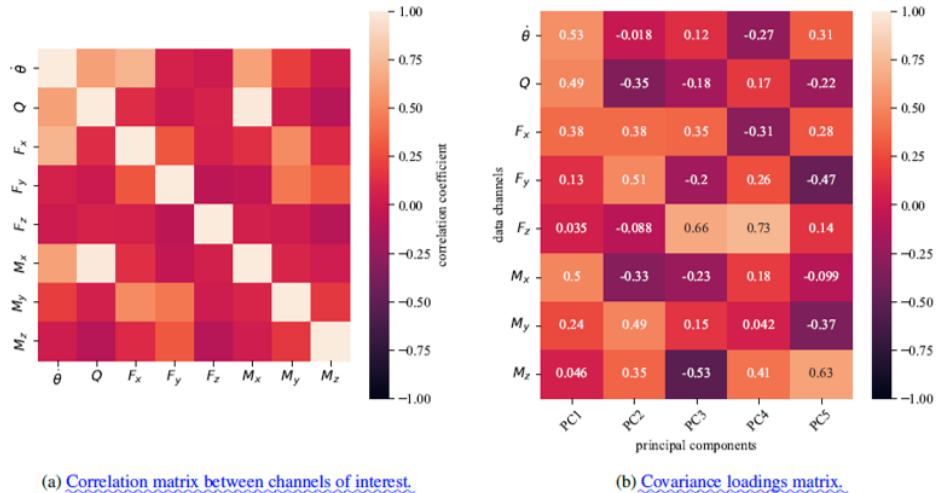 1.00
0.75
0.50
0.25
0.00
−0.25
−0.50
−0.75
−1.00
correlation coefficient
θ̇
Q
Fx
Fy
Fz
Mx
My
Mz
θ̇ Q Fx Fy Fz Mx My Mz
(a) Correlation matrix between channels of interest.
data channels
θ̇ 0.53 -0.018 0.12 -0.27 0.31
Q 0.49 -0.35 -0.18 0.17 -0.22
Fx 0.38 0.38 0.35 -0.31 0.28
Fy 0.13 0.51 -0.2 0.26 -0.47
Fz 0.035 -0.088 0.66 0.73 0.14
Mx 0.5 -0.33 -0.23 0.18 -0.099
My 0.24 0.49 0.15 0.042 -0.37
Mz 0.046 0.35 -0.53 0.41 0.63
PC1 PC2 PC3 PC4 PC5
principal components
1.00
0.75
0.50
0.25
0.00
−0.25
−0.50
−0.75
−1.00
(b) Covariance loadings matrix.